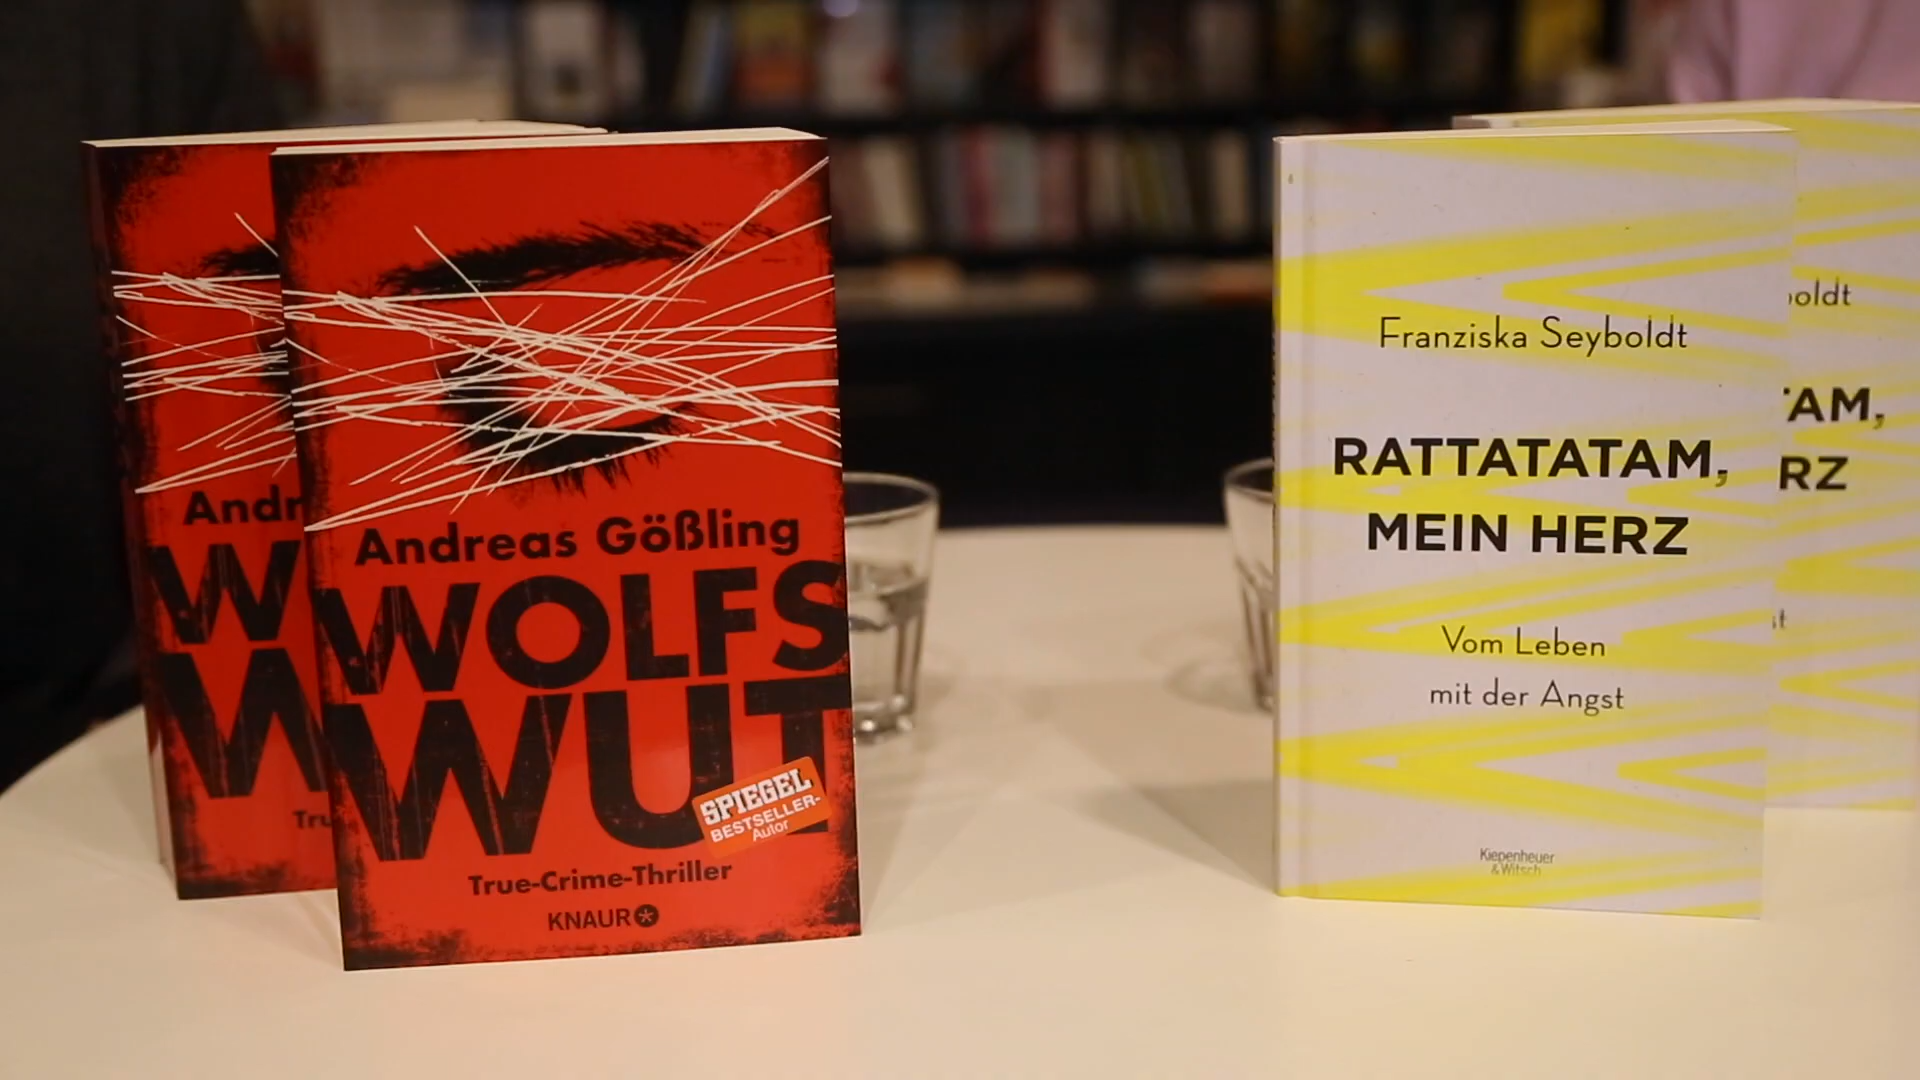 Andreas Gößling
WOLFS
WUT
SPIEGEL
BESTSELLER-
Autor
True-Crime-Thriller
KNAUR
Franziska Seyboldt
RATTATATAM,
MEIN HERZ
Vom Leben
mit der Angst
Kiepenheuer
&Witsch